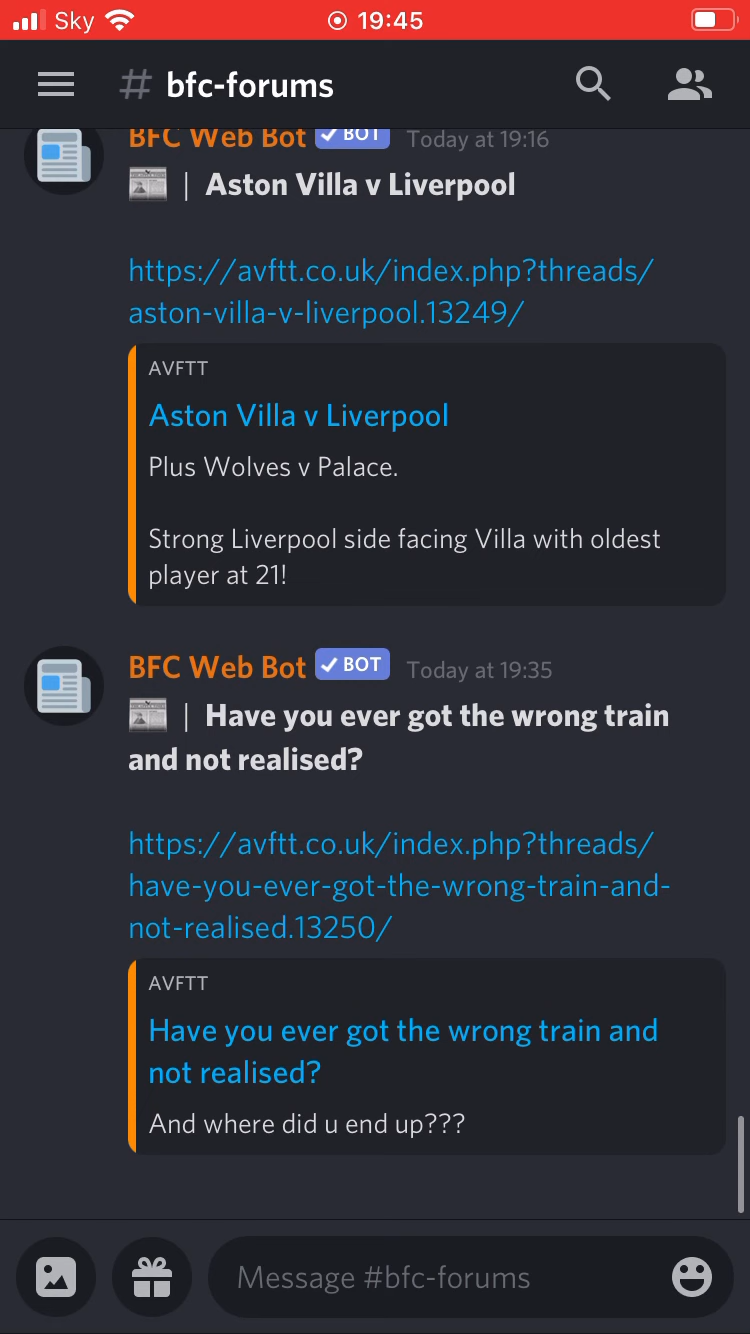 Sky 19:45
# bfc-forums
BFC Web Bot BOT Today at 19:16
| Aston Villa v Liverpool
https://avftt.co.uk/index.php?threads/
aston-villa-v-liverpool.13249/
AVFTT
Aston Villa v Liverpool
Plus Wolves v Palace.
Strong Liverpool side facing Villa with oldest
player at 21!
BFC Web Bot BOT Today at 19:35
| Have you ever got the wrong train
and not realised?
https://avftt.co.uk/index.php?threads/
have-you-ever-got-the-wrong-train-and-
not-realised.13250/
AVFTT
Have you ever got the wrong train and
not realised?
And where did u end up???
Message #bfc-forums